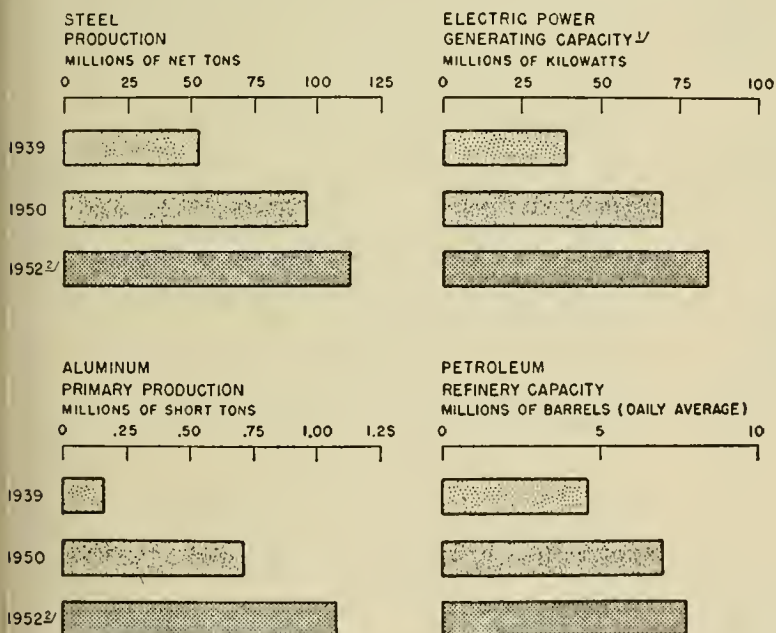 STEEL
PRODUCTION
MILLIONS OF NET TONS
0 25 50 75 100 125
1939
1950
1952 2/
ELECTRIC POWER
GENERATING CAPACITY 1/
MILLIONS OF KILOWATTS
0 25 50 75 100
ALUMINUM
PRIMARY PRODUCTION
MILLIONS OF SHORT TONS
0 .25 .50 .75 1.00 1.25
1939
1950
1952 2/
PETROLEUM
REFINERY CAPACITY
MILLIONS OF BARRELS (DAILY AVERAGE)
0 5 10